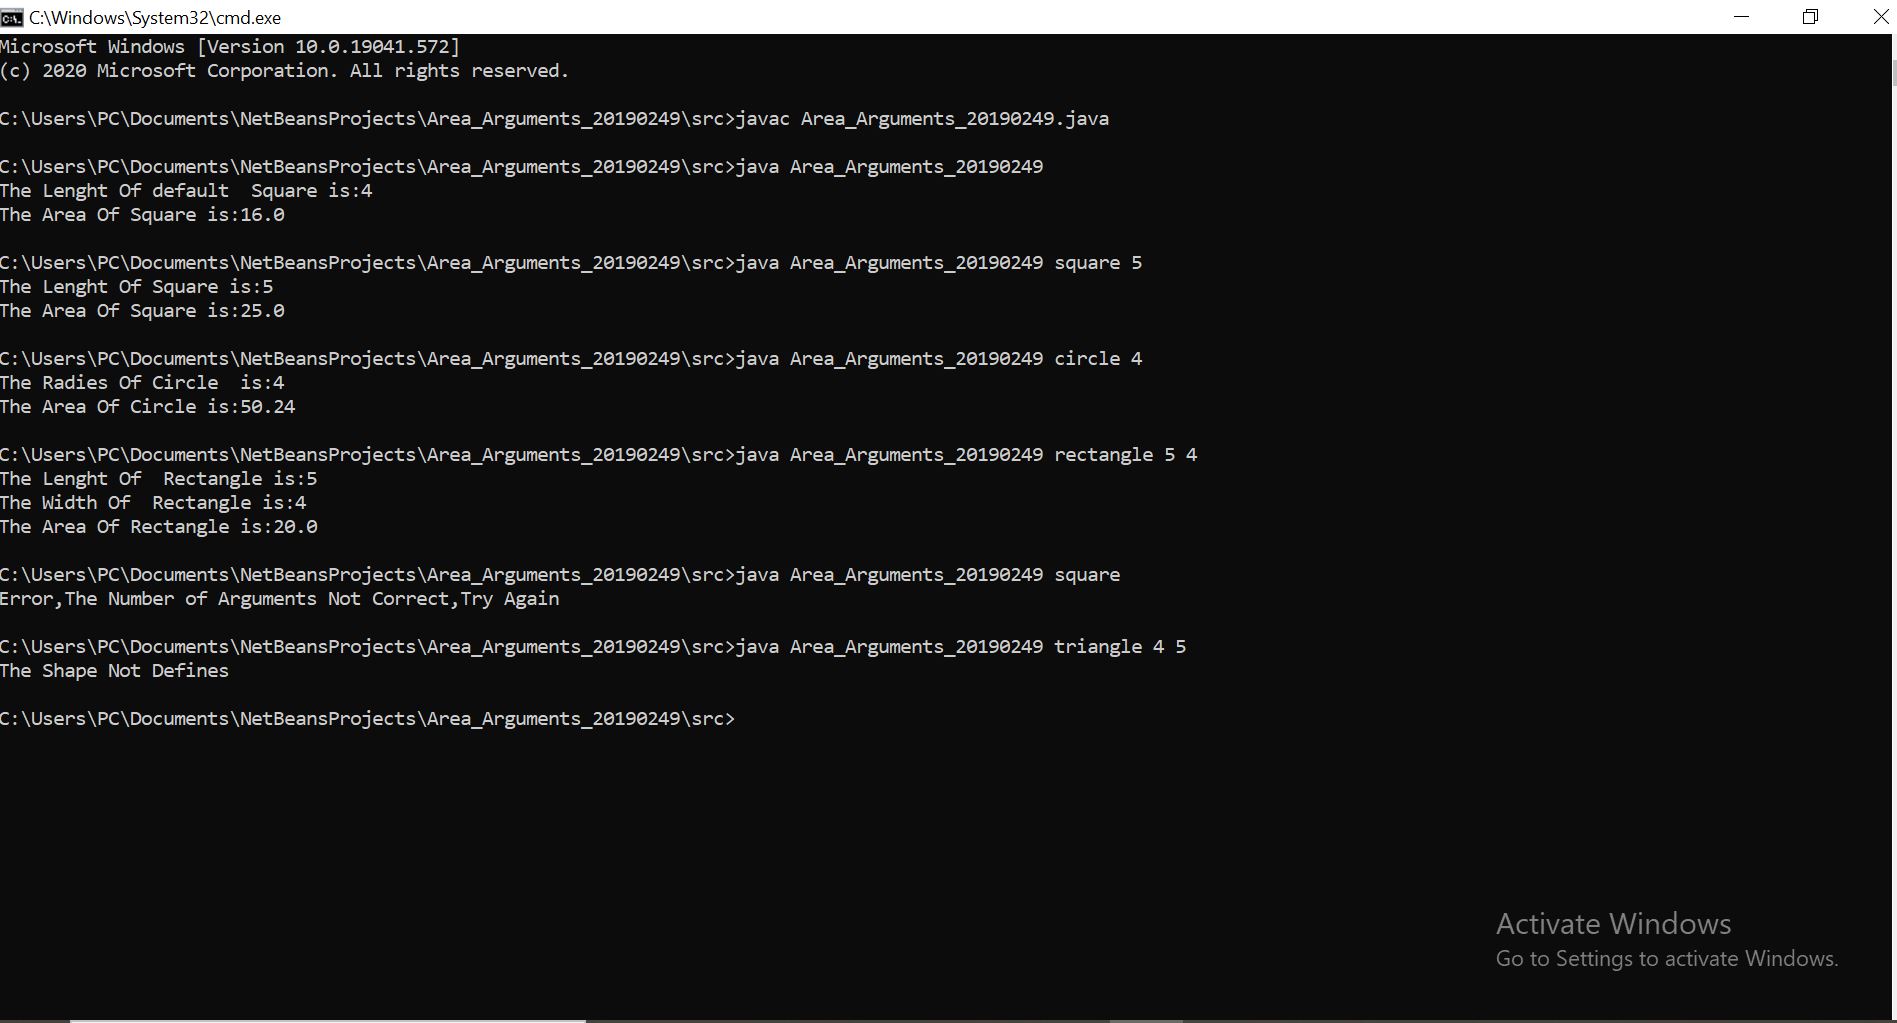 C:\Windows\System32\cmd.exe
Microsoft Windows [Version 10.0.19041.572]
(c) 2020 Microsoft Corporation. All rights reserved.
C:\Users\PC\Documents\NetBeansProjects\Area_Arguments_20190249\src>javac Area_Arguments_20190249.java
C:\Users\PC\Documents\NetBeansProjects\Area_Arguments_20190249\src>java Area_Arguments_20190249
The Lenght Of default  Square is:4
The Area Of Square is:16.0
C:\Users\PC\Documents\NetBeansProjects\Area_Arguments_20190249\src>java Area_Arguments_20190249 square 5
The Lenght Of Square is:5
The Area Of Square is:25.0
C:\Users\PC\Documents\NetBeansProjects\Area_Arguments_20190249\src>java Area_Arguments_20190249 circle 4
The Radies Of Circle  is:4
The Area Of Circle is:50.24
C:\Users\PC\Documents\NetBeansProjects\Area_Arguments_20190249\src>java Area_Arguments_20190249 rectangle 5 4
The Lenght Of  Rectangle is:5
The Width Of  Rectangle is:4
The Area Of Rectangle is:20.0
C:\Users\PC\Documents\NetBeansProjects\Area_Arguments_20190249\src>java Area_Arguments_20190249 square
Error,The Number of Arguments Not Correct,Try Again
C:\Users\PC\Documents\NetBeansProjects\Area_Arguments_20190249\src>java Area_Arguments_20190249 triangle 4 5
The Shape Not Defines
C:\Users\PC\Documents\NetBeansProjects\Area_Arguments_20190249\src>
Activate Windows
Go to Settings to activate Windows.